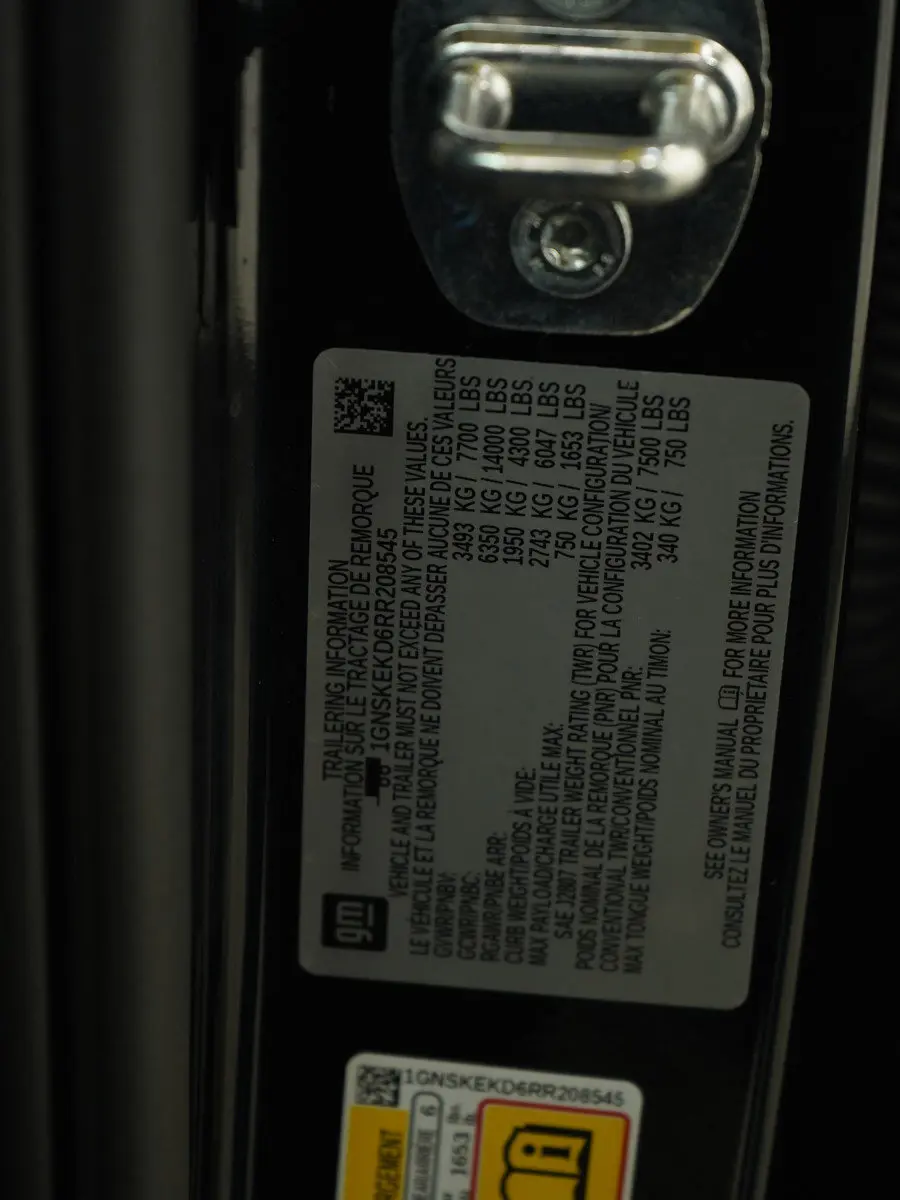 gm
TRAILERING INFORMATION
INFORMATION SUR LE TRACTAGE DE REMORQUE
1GNSKEKD6RR208545
VEHICLE AND TRAILER MUST NOT EXCEED ANY OF THESE VALUES.
LE VÉHICULE ET LA REMORQUE NE DOIVENT DEPASSER AUCUNE DE CES VALEURS
GVWR/PNBV: 3493 KG / 7700 LBS
GCWR/PNBC: 6350 KG / 14000 LBS
RGAWR/PNBE ARR: 1950 KG / 4300 LBS.
CURB WEIGHT/POIDS À VIDE: 2743 KG / 6047 LBS
MAX PAYLOAD/CHARGE UTILE MAX: 750 KG / 1653 LBS
SAE J2807 TRAILER WEIGHT RATING (TWR) FOR VEHICLE CONFIGURATION/
POIDS NOMINAL DE LA REMORQUE (PNR) POUR LA CONFIGURATION DU VEHICULE
CONVENTIONAL TWR/CONVENTIONNEL PNR: 3402 KG / 7500 LBS
MAX TONGUE WEIGHT/POIDS NOMINAL AU TIMON: 340 KG / 750 LBS
SEE OWNER'S MANUAL FOR MORE INFORMATION
CONSULTEZ LE MANUEL DU PROPRIÉTAIRE POUR PLUS D'INFORMATIONS.
1GNSKEKD6RR208545
6
1653 lb